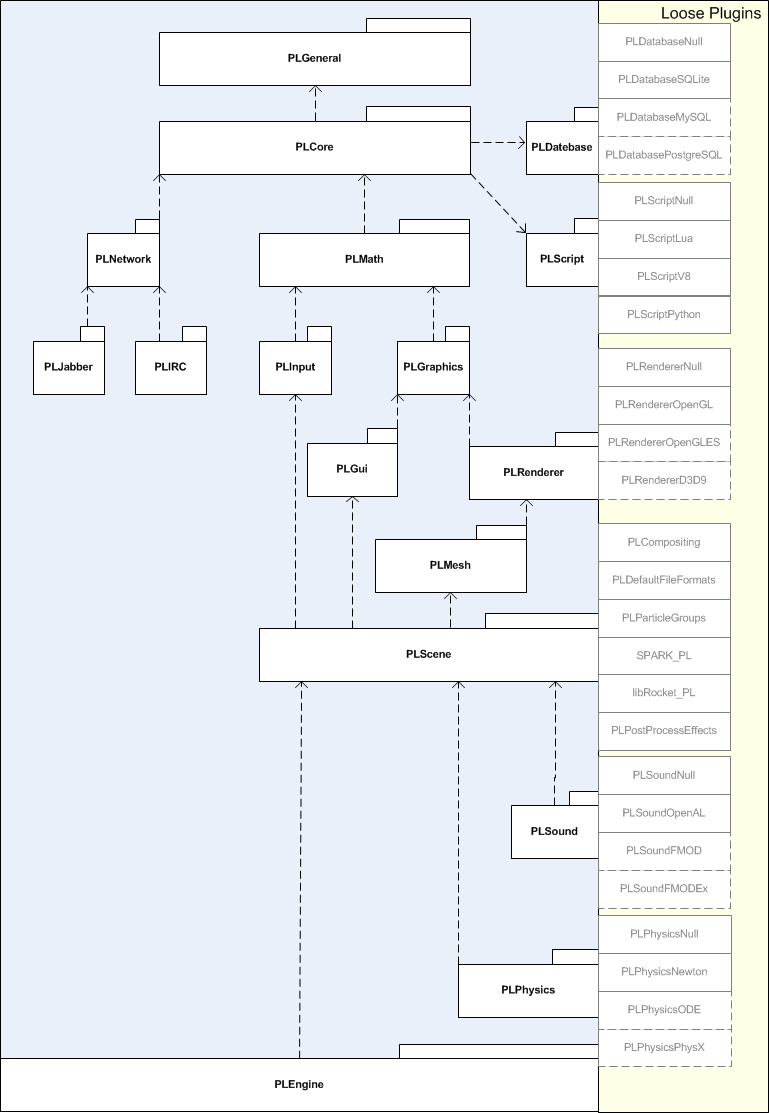 Loose Plugins
PLGeneral
PLDatabaseNull
PLDatabaseSQLite
PLCore
PLDatebase
PLDatabaseMySQL
PLDatabasePostgreSQL
PLNetwork
PLMath
PLScript
PLScriptNull
PLScriptLua
PLScriptV8
PLScriptPython
PLJabber
PLIRC
PLInput
PLGraphics
PLRendererNull
PLRendererOpenGL
PLGui
PLRenderer
PLRendererOpenGLES
PLRendererD3D9
PLMesh
PLCompositing
PLDefaultFileFormats
PLParticleGroups
PLScene
SPARK_PL
libRocket_PL
PLPostProcessEffects
PLSound
PLSoundNull
PLSoundOpenAL
PLSoundFMOD
PLSoundFMODEx
PLPhysics
PLPhysicsNull
PLPhysicsNewton
PLPhysicsODE
PLPhysicsPhysX
PLEngine